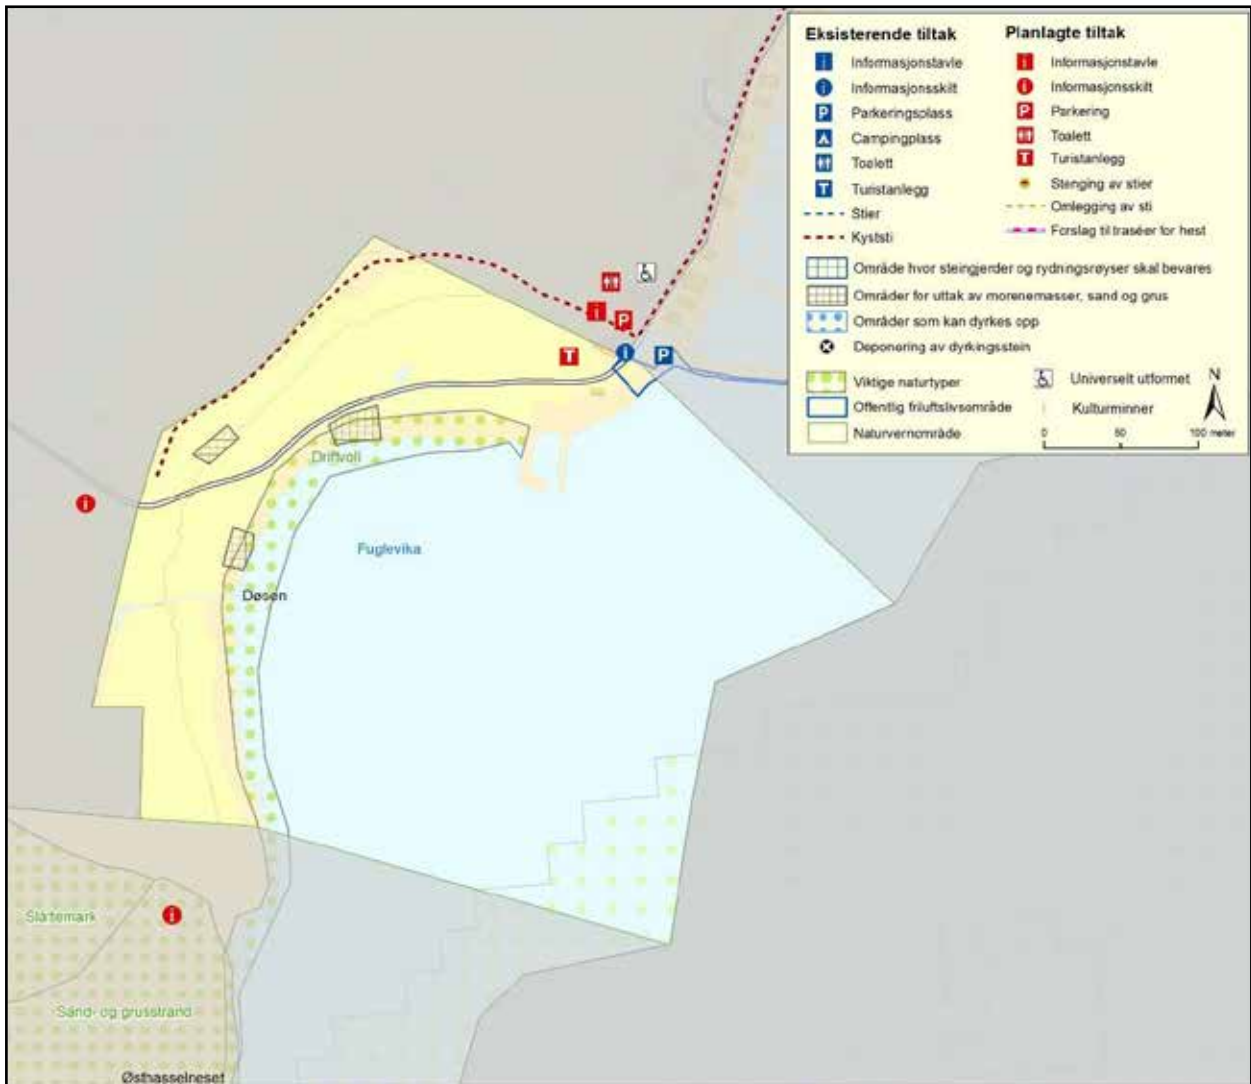 Eksisterende tiltak
Informasjonstavle
Informasjonsskilt
Parkeringsplass
Campingplass
Toalett
Turistanlegg
Stier
Kyststi
Planlagte tiltak
Informasjonstavle
Informasjonsskilt
Parkering
Toalett
Turistanlegg
Stenging av stier
Omlegging av sti
Forslag til traséer for hest
Område hvor steingjerder og rydningsrøyser skal bevares
Områder for uttak av morenemasser, sand og grus
Områder som kan dyrkes opp
Deponering av dyrkingsstein
Viktige naturtyper
Offentlig friluftslivsområde
Naturvernområde
Universelt utformet
Kulturminner
N
0 50 100 meter
i
P
T
i
P
i
Driftvoll
Fuglevika
Døsen
i
Slåttemark
Sand- og grusstrand
Østhasselneset